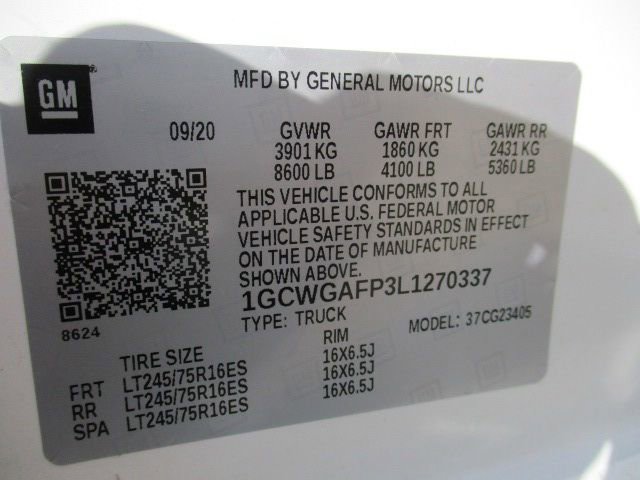 GM
MFD BY GENERAL MOTORS LLC
09/20 GVWR GAWR FRT GAWR RR
3901 KG 1860 KG 2431 KG
8600 LB 4100 LB 5360 LB
THIS VEHICLE CONFORMS TO ALL
APPLICABLE U.S. FEDERAL MOTOR
VEHICLE SAFETY STANDARDS IN EFFECT
ON THE DATE OF MANUFACTURE
SHOWN ABOVE.
1GCWGAFP3L1270337
8624 TYPE: TRUCK MODEL: 37CG23405
TIRE SIZE RIM
FRT LT245/75R16ES 16X6.5J
RR LT245/75R16ES 16X6.5J
SPA LT245/75R16ES 16X6.5J